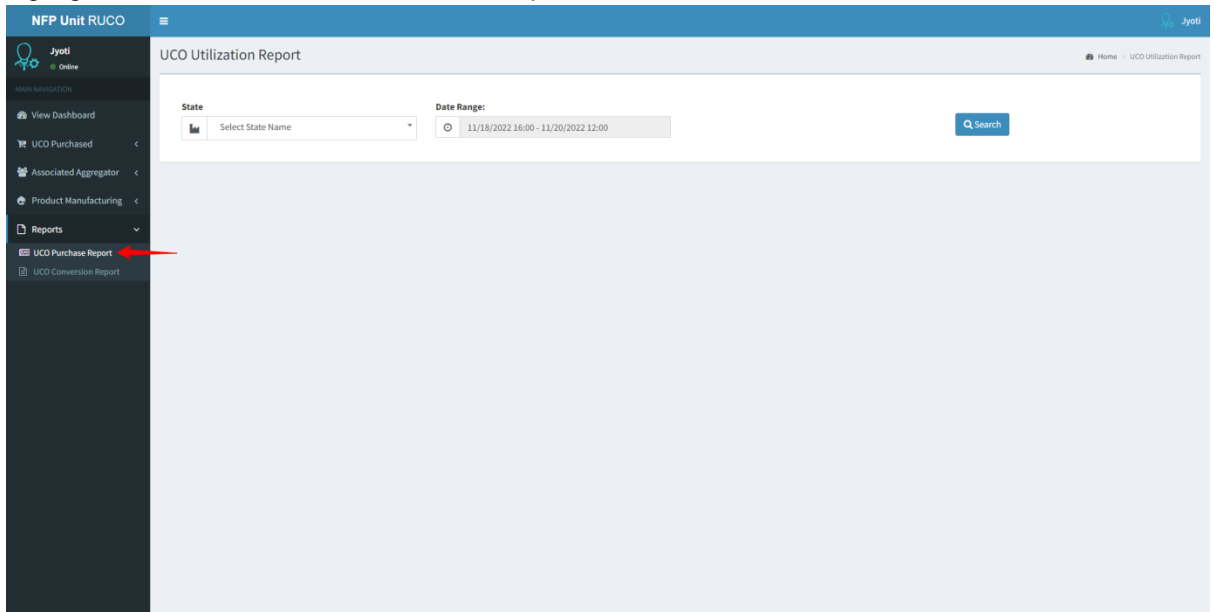 NFP Unit RUCO
Jyoti
Jyoti
Online
UCO Utilization Report
Home > UCO Utilization Report
MAIN NAVIGATION
View Dashboard
UCO Purchased
Associated Aggregator
Product Manufacturing
Reports
UCO Purchase Report
UCO Conversion Report
State
Select State Name
Date Range:
11/18/2022 16:00 - 11/20/2022 12:00
Search